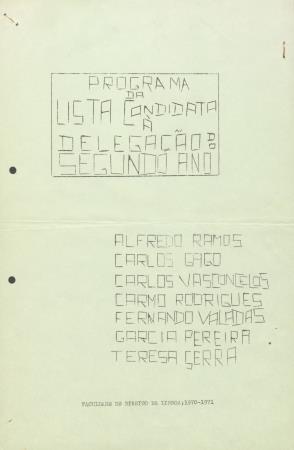 PROGRAMA
DA
LISTA CANDIDATA
À
DELEGAÇÃO DO
SEGUNDO ANO
ALFREDO RAMOS
CARLOS GAGO
CARLOS VASCONCELOS
CARMO RODRIGUES
FERNANDO VALADAS
GARCIA PEREIRA
TERESA SERRA
FACULDADE DE DIREITO DE LISBOA,1970-1971